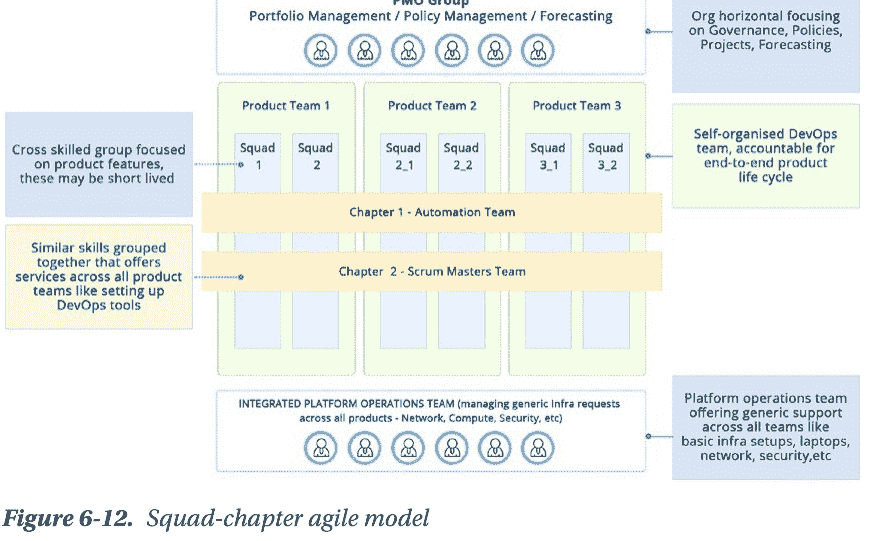 PMO Group
Portfolio Management / Policy Management / Forecasting
Org horizontal focusing
on Governance, Policies,
Projects, Forecasting
Product Team 1
Product Team 2
Product Team 3
Squad
1
Squad
2
Squad
2_1
Squad
2_2
Squad
3_1
Squad
3_2
Cross skilled group focused
on product features,
these may be short lived
Self-organised DevOps
team, accountable for
end-to-end product
life cycle
Chapter 1 - Automation Team
Similar skills grouped
together that offers
services across all product
teams like setting up
DevOps tools
Chapter 2 - Scrum Masters Team
INTEGRATED PLATFORM OPERATIONS TEAM (managing generic Infra requests
across all products - Network, Compute, Security, etc)
Platform operations team
offering generic support
across all teams like
basic infra setups, laptops,
network, security,etc
Figure 6-12. Squad-chapter agile model